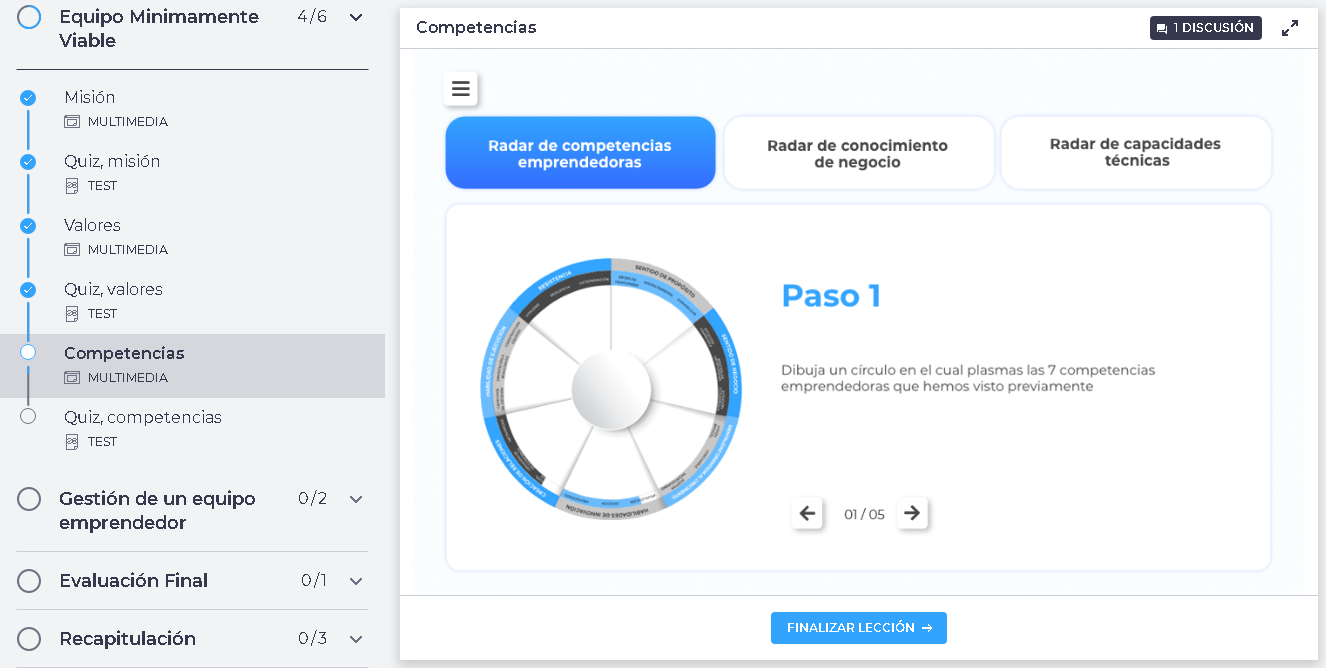 Equipo Minimamente
Viable
4/6
Misión
MULTIMEDIA
Quiz, misión
TEST
Valores
MULTIMEDIA
Quiz, valores
TEST
Competencias
MULTIMEDIA
Quiz, competencias
TEST
Gestión de un equipo
emprendedor
0/2
Evaluación Final
0/1
Recapitulación
0/3
Competencias
1 DISCUSIÓN
Radar de competencias
emprendedoras
Radar de conocimiento
de negocio
Radar de capacidades
técnicas
RESISTENCIA
SENTIDO DE PROPÓSITO
SENTIDO DE NEGOCIO
HABILIDADES DE INNOVACIÓN
CREACIÓN DE RELACIONES
HABILIDAD DE EJECUCIÓN
Paso 1
Dibuja un círculo en el cual plasmas las 7 competencias
emprendedoras que hemos visto previamente
01 / 05
FINALIZAR LECCIÓN →